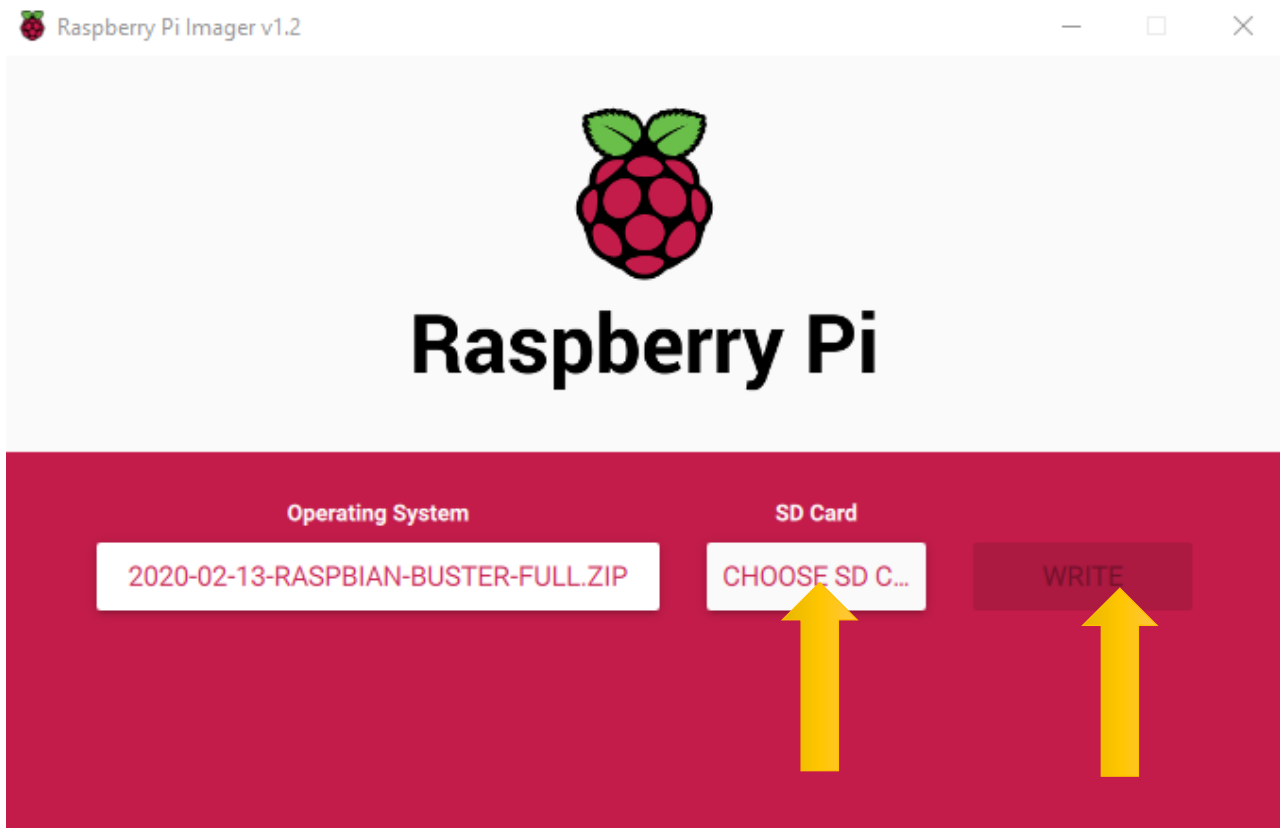 Raspberry Pi Imager v1.2
Raspberry Pi
Operating System
SD Card
2020-02-13-RASPBIAN-BUSTER-FULL.ZIP
CHOOSE SD C...
WRITE